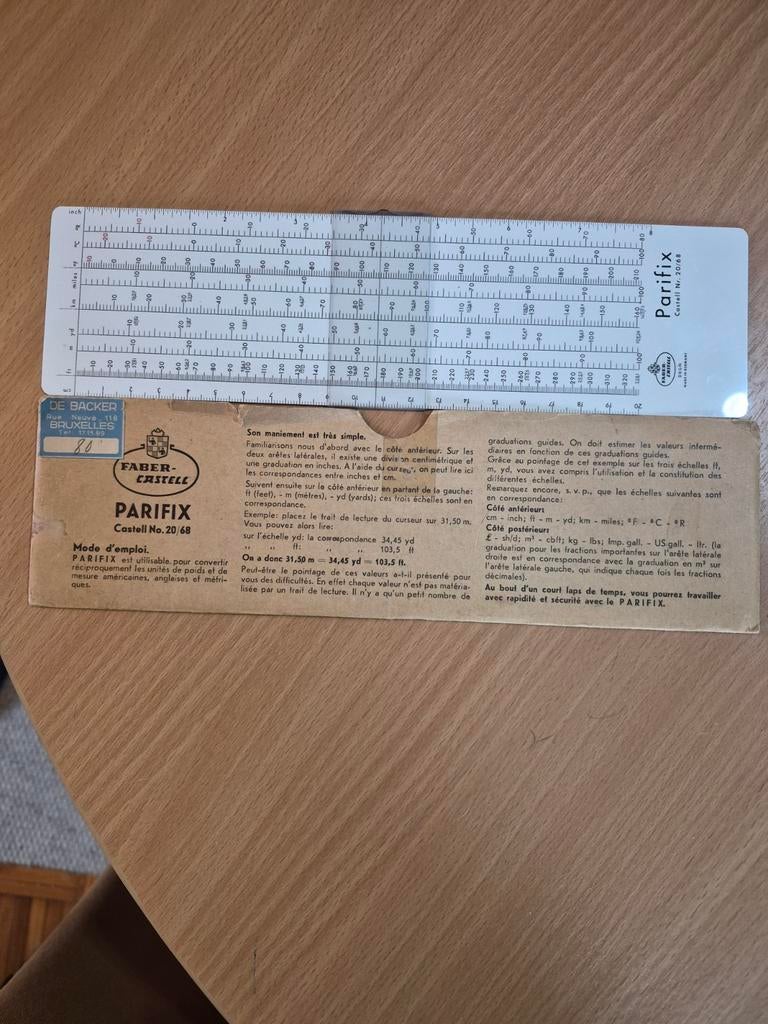 inch
°R
°C
°F
miles
km
yd
m
ft
Parifix
Castell Nr. 20/68
FABER-CASTELL
DE BACKER
Rue Neuve 118
BRUXELLES
Tel. 17.15.89
80
FABER-
CASTELL
PARIFIX
Castell No. 20/68
Mode d'emploi.
PARIFIX est utilisable pour convertir
réciproquement les unités de poids et de
mesure américaines, anglaises et métri-
ques.
Son maniement est très simple.
Familiarisons nous d'abord avec le côté antérieur. Sur les
deux arêtes latérales, il existe une division centimétrique et
une graduation en inches. A l'aide du curseur, on peut lire ici
les correspondances entre inches et cm.
Suivent ensuite sur le côté antérieur en partant de la gauche:
ft (feet), - m (mètres), - yd (yards); ces trois échelles sont en
correspondance.
Exemple: placez le trait de lecture du curseur sur 31,50 m.
Vous pouvez alors lire:
sur l'échelle yd: la correspondance 34,45 yd
„ „ ft: „ „ 103,5 ft
On a donc 31,50 m = 34,45 yd = 103,5 ft.
Peut-être le pointage de ces valeurs a-t-il présenté pour
vous des difficultés. En effet chaque valeur n'est pas matéria-
lisée par un trait de lecture. Il n'y a qu'un petit nombre de
graduations guides. On doit estimer les valeurs intermé-
diaires en fonction de ces graduations guides.
Grâce au pointage de cet exemple sur les trois échelles ft,
m, yd, vous avez compris l'utilisation et la constitution des
différentes échelles.
Remarquez encore, s. v. p., que les échelles suivantes sont
en correspondance:
Côté antérieur:
cm - inch; ft - m - yd; km - miles; °F - °C - °R
Côté postérieur:
£ - sh/d; m³ - cbft; kg - lbs; Imp. gall. - US. gall. - ltr. (la
graduation pour les fractions importantes sur l'arête latérale
droite est en correspondance avec la graduation en m³ sur
l'arête latérale gauche, qui indique chaque fois les fractions
décimales).
Au bout d'un court laps de temps, vous pourrez travailler
avec rapidité et sécurité avec le PARIFIX.